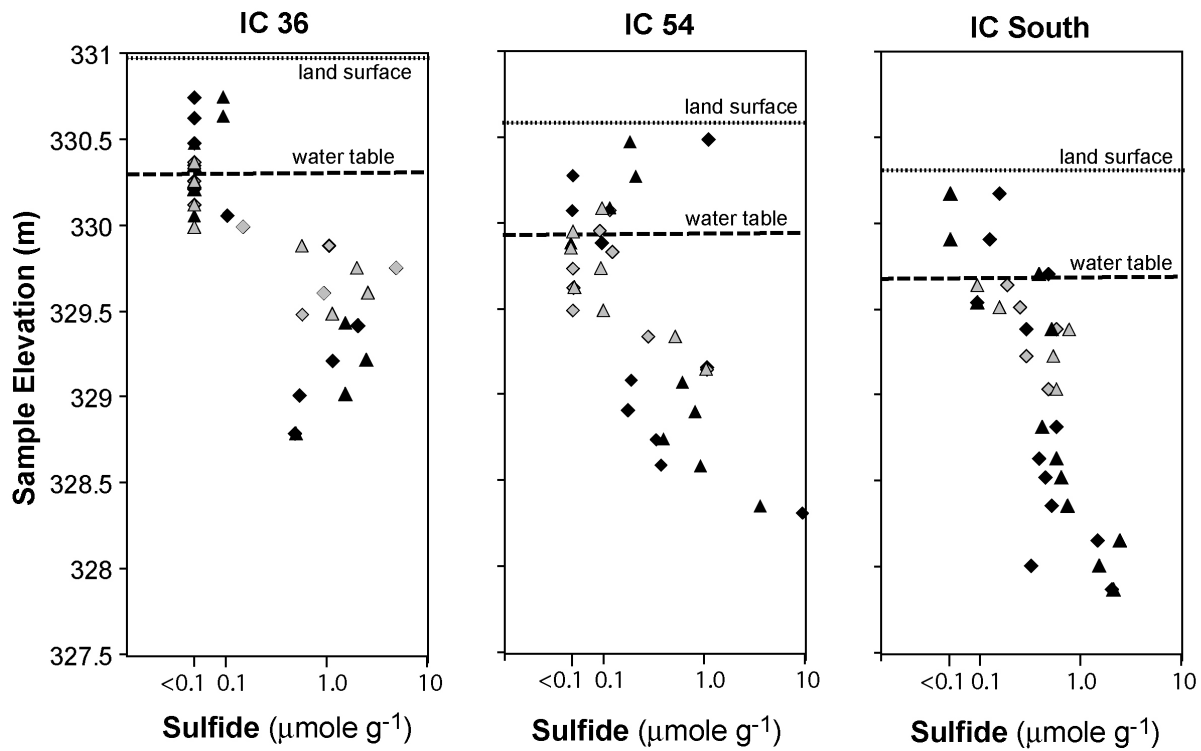 IC 36
IC 54
IC South
331
330.5
330
329.5
329
328.5
328
327.5
Sample Elevation (m)
land surface
water table
land surface
water table
land surface
water table
<0.1 0.1 1.0 10
<0.1 0.1 1.0 10
<0.1 0.1 1.0 10
Sulfide (μmole g-1)
Sulfide (μmole g-1)
Sulfide (μmole g-1)